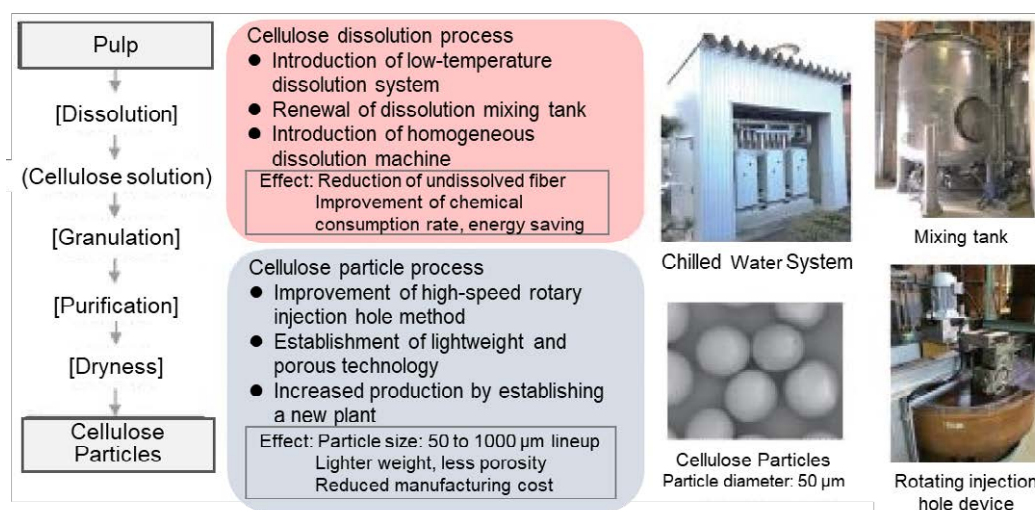 Pulp
[Dissolution]
(Cellulose solution)
[Granulation]
[Purification]
[Dryness]
Cellulose
Particles
Cellulose dissolution process
● Introduction of low-temperature
dissolution system
● Renewal of dissolution mixing tank
● Introduction of homogeneous
dissolution machine
Effect: Reduction of undissolved fiber
Improvement of chemical
consumption rate, energy saving
Cellulose particle process
● Improvement of high-speed rotary
injection hole method
● Establishment of lightweight and
porous technology
● Increased production by establishing
a new plant
Effect: Particle size: 50 to 1000 μm lineup
Lighter weight, less porosity
Reduced manufacturing cost
Chilled Water System
Mixing tank
Cellulose Particles
Particle diameter: 50 μm
Rotating injection
hole device